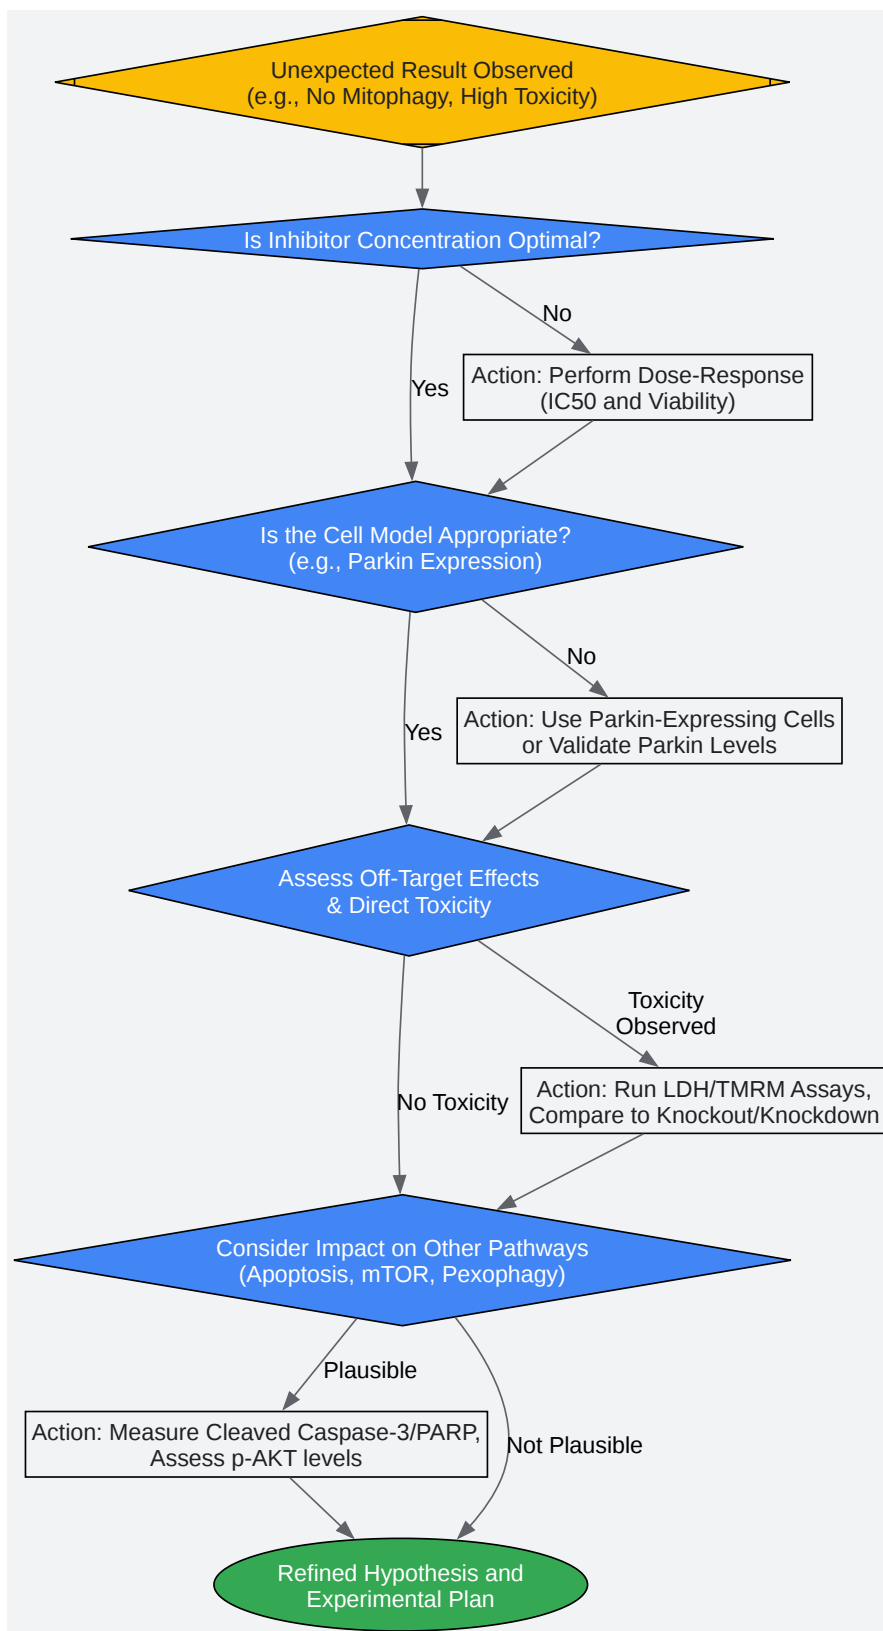 Unexpected Result Observed
(e.g., No Mitophagy, High Toxicity)
Is Inhibitor Concentration Optimal?
No
Action: Perform Dose-Response
(IC50 and Viability)
Yes
Is the Cell Model Appropriate?
(e.g., Parkin Expression)
No
Action: Use Parkin-Expressing Cells
or Validate Parkin Levels
Yes
Assess Off-Target Effects
& Direct Toxicity
Toxicity
Observed
Action: Run LDH/TMRM Assays,
Compare to Knockout/Knockdown
No Toxicity
Consider Impact on Other Pathways
(Apoptosis, mTOR, Pexophagy)
Plausible
Action: Measure Cleaved Caspase-3/PARP,
Assess p-AKT levels
Not Plausible
Refined Hypothesis and
Experimental Plan